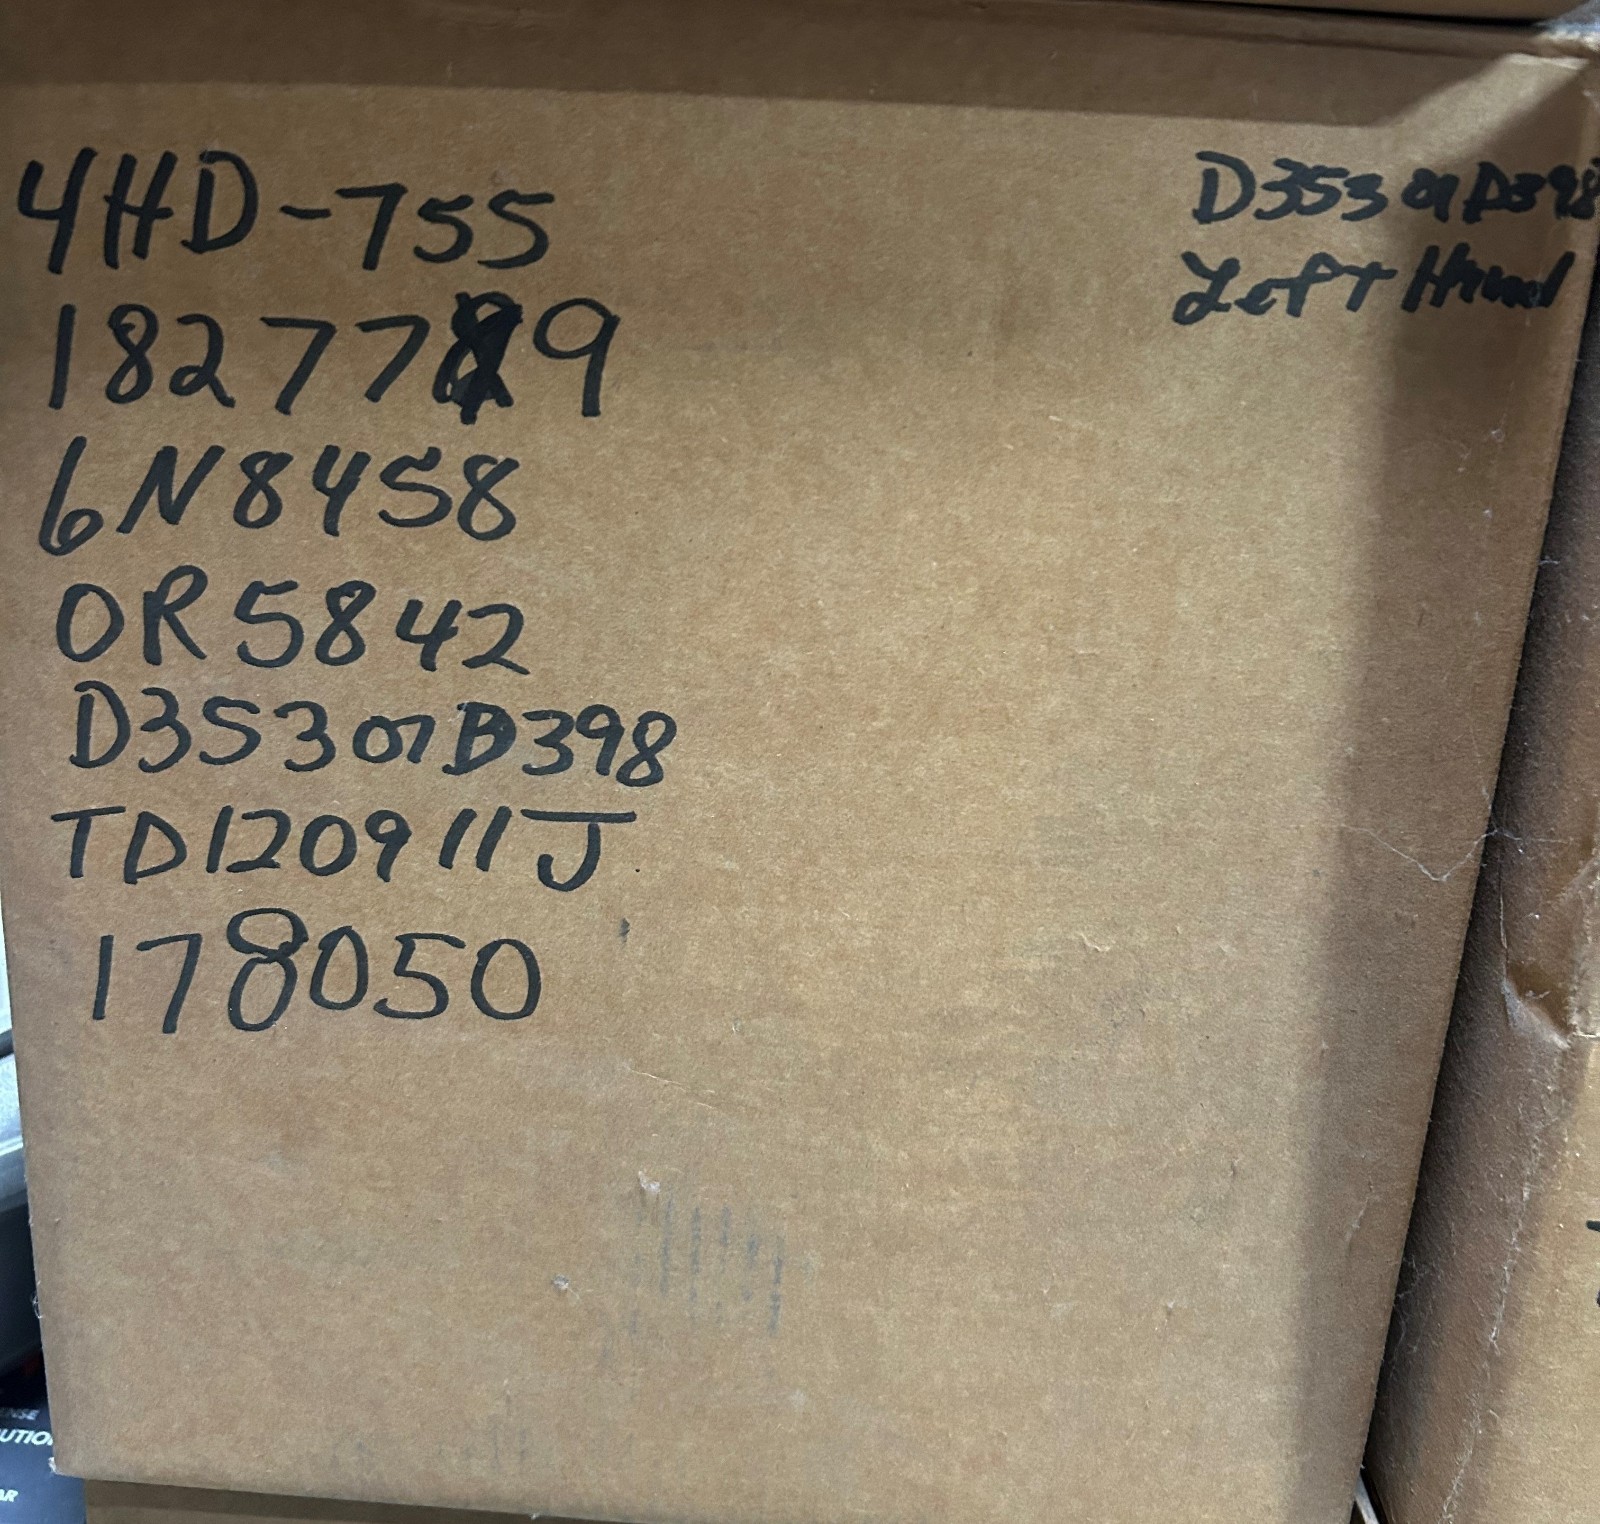 4HD-755
D353 or D398
Left Hand
1827789
6N8458
OR5842
D353 or D398
TD120911J
178050